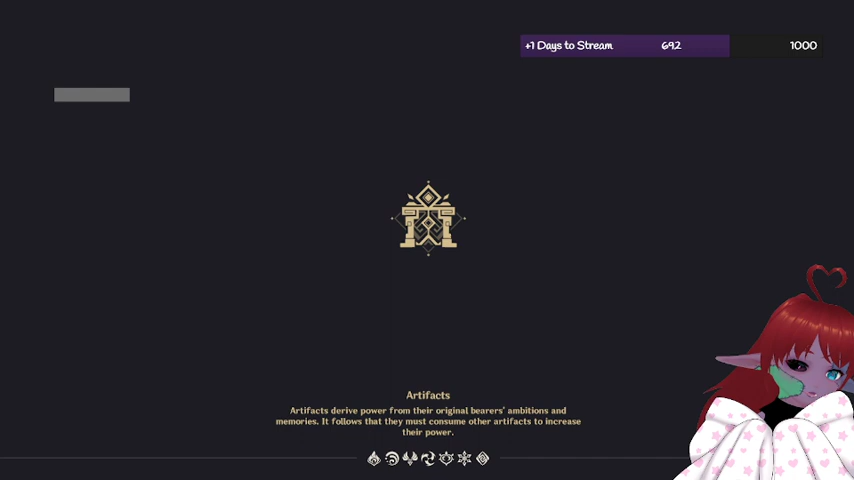 +1 Days to Stream 692 1000
Artifacts
Artifacts derive power from their original bearers' ambitions and
memories. It follows that they must consume other artifacts to increase
their power.